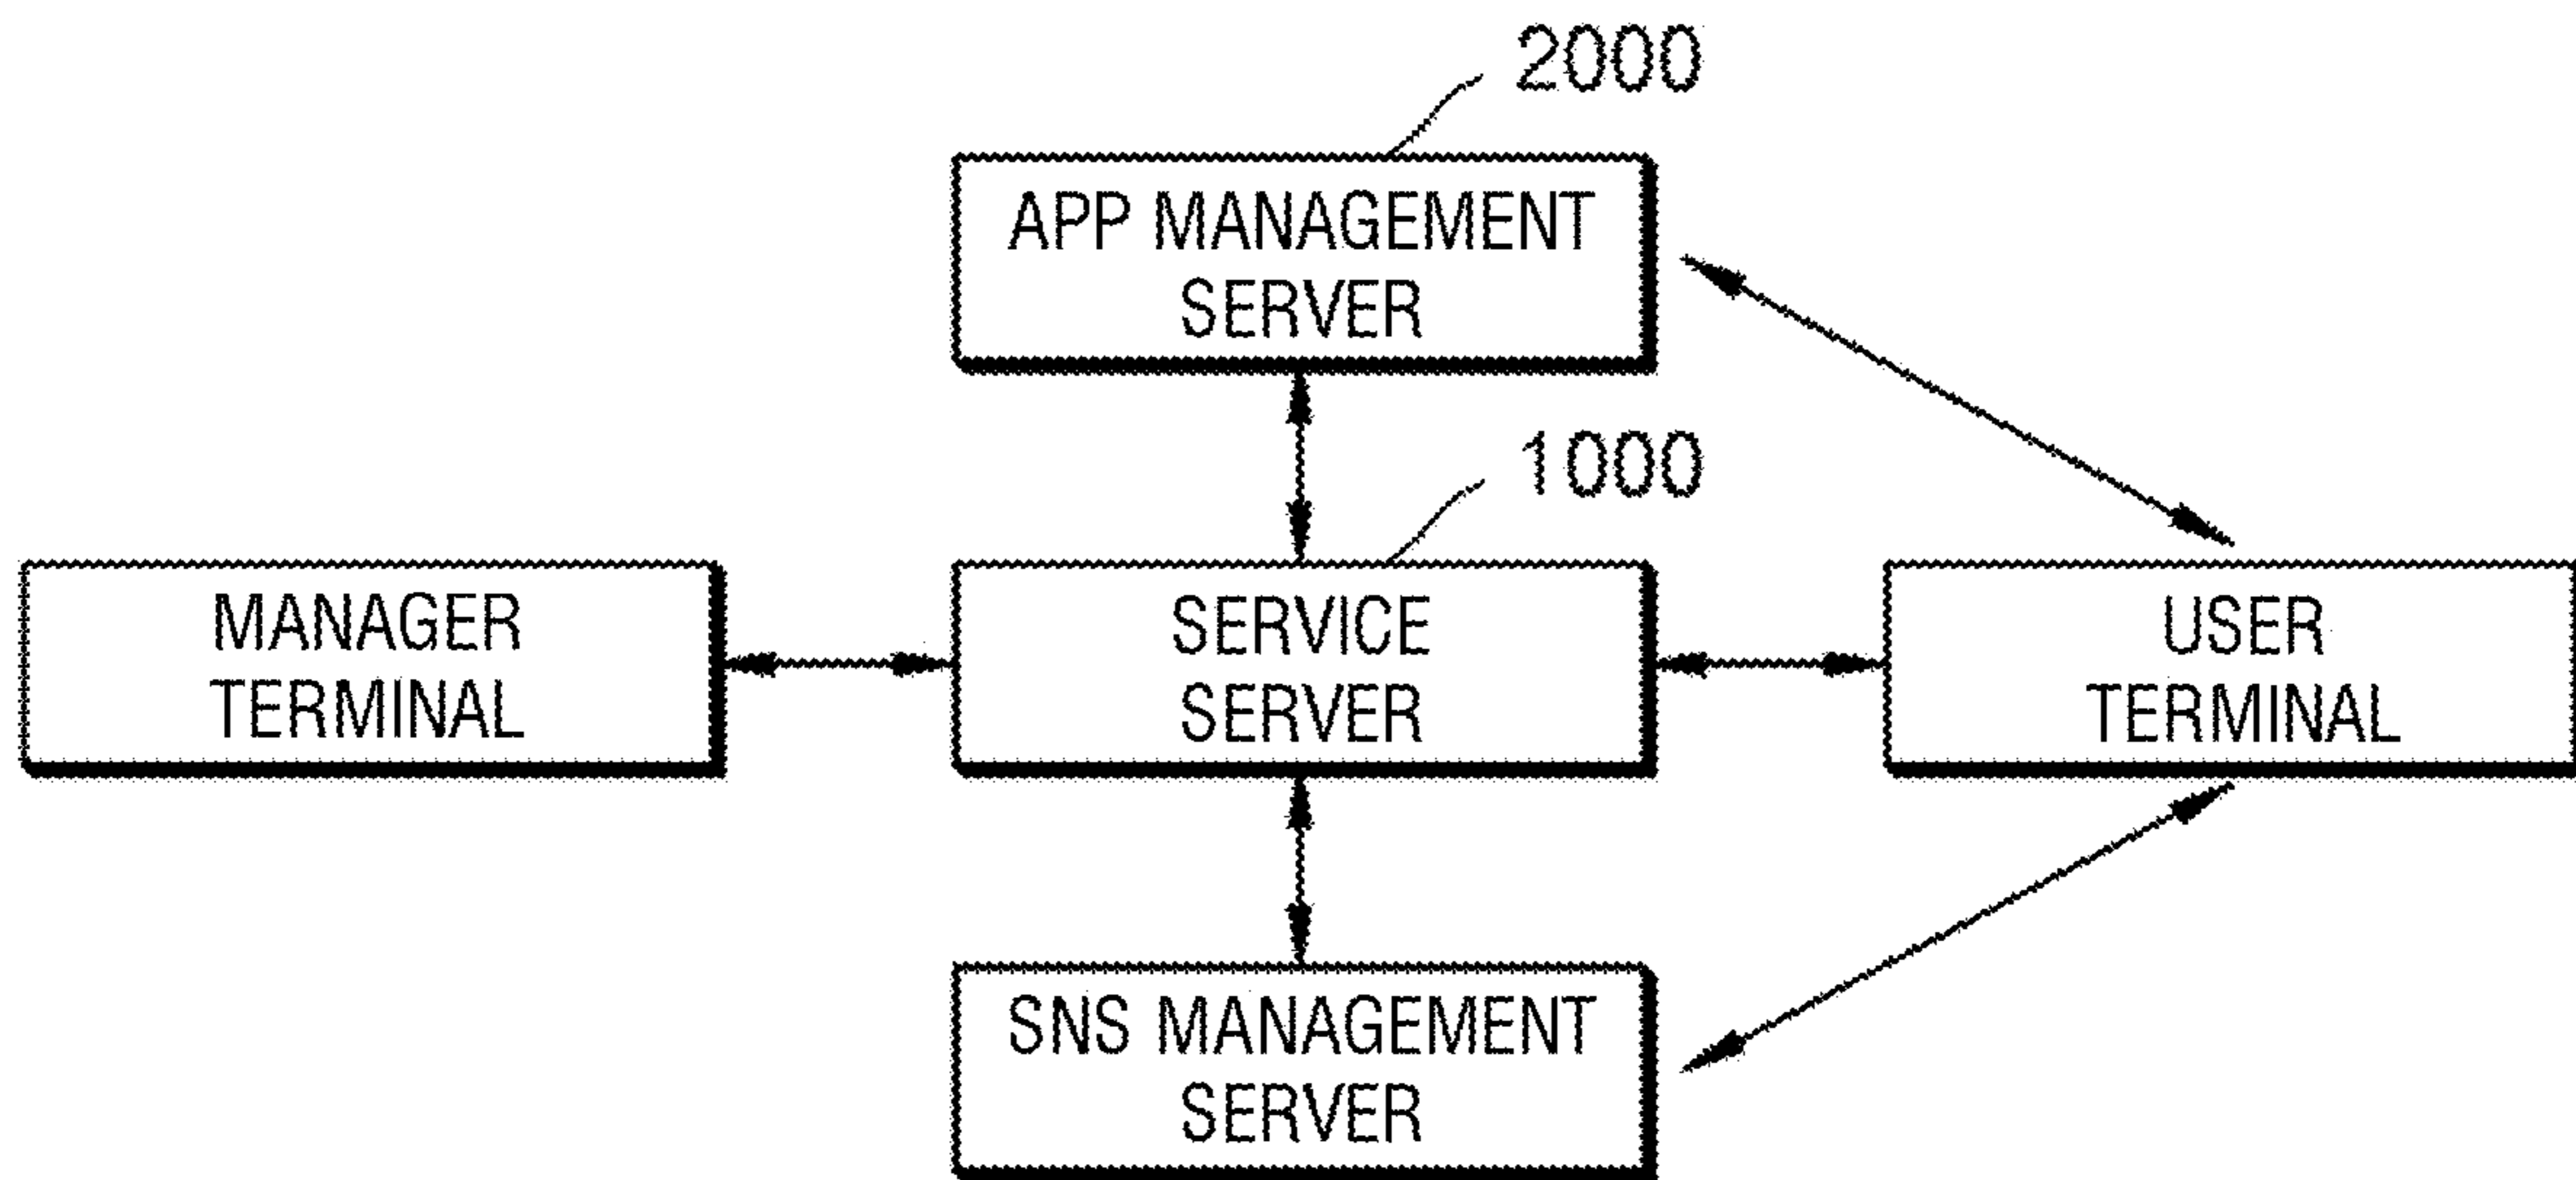 2000
APP MANAGEMENT
SERVER
1000
MANAGER
TERMINAL
SERVICE
SERVER
USER
TERMINAL
SNS MANAGEMENT
SERVER